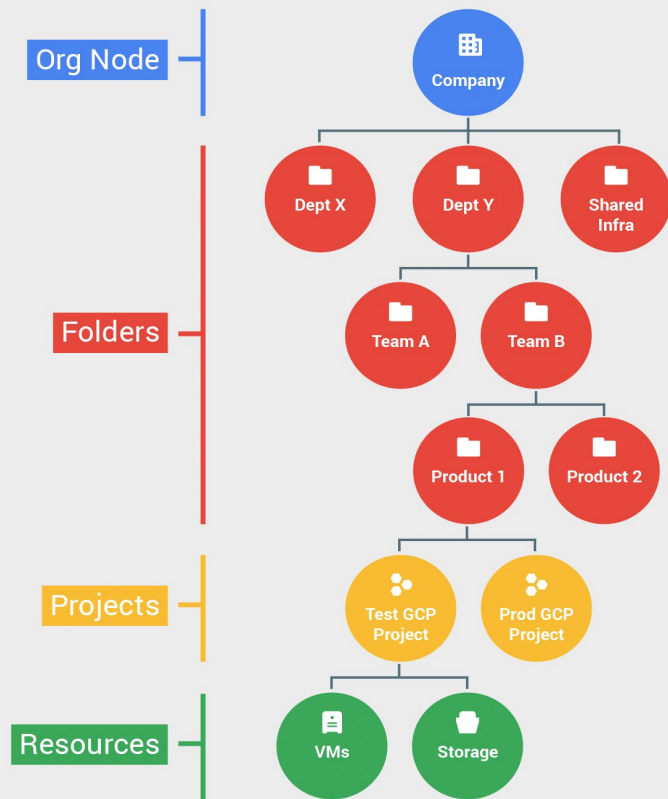 Org Node
Company
Dept X
Dept Y
Shared
Infra
Folders
Team A
Team B
Product 1
Product 2
Projects
Test GCP
Project
Prod GCP
Project
Resources
VMs
Storage